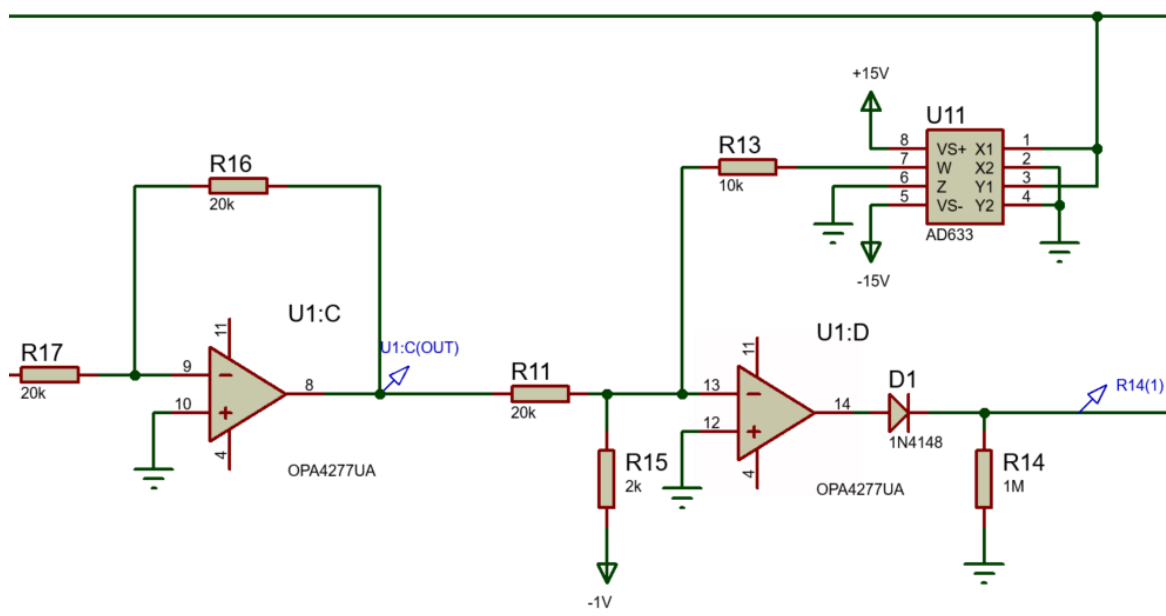 +15V
U11
R13
10k
8 VS+ X1 1
7 W X2 2
6 Z Y1 3
5 VS- Y2 4
AD633
-15V
R16
20k
U1:C
U1:D
R17
20k
11
9
10
8
4
U1:C(OUT)
OPA4277UA
R11
20k
R15
2k
-1V
11
13
12
14
4
OPA4277UA
D1
1N4148
R14(1)
R14
1M